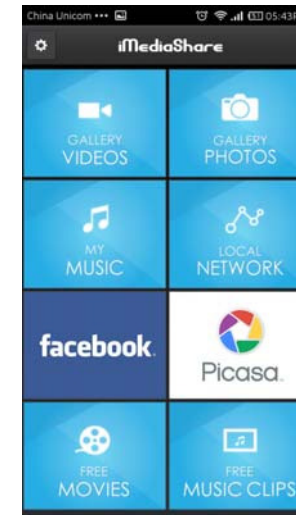 China Unicom ••• 05:43P
iMediaShare
GALLERY
VIDEOS
GALLERY
PHOTOS
MY
MUSIC
LOCAL
NETWORK
facebook.
Picasa
FREE
MOVIES
FREE
MUSIC CLIPS